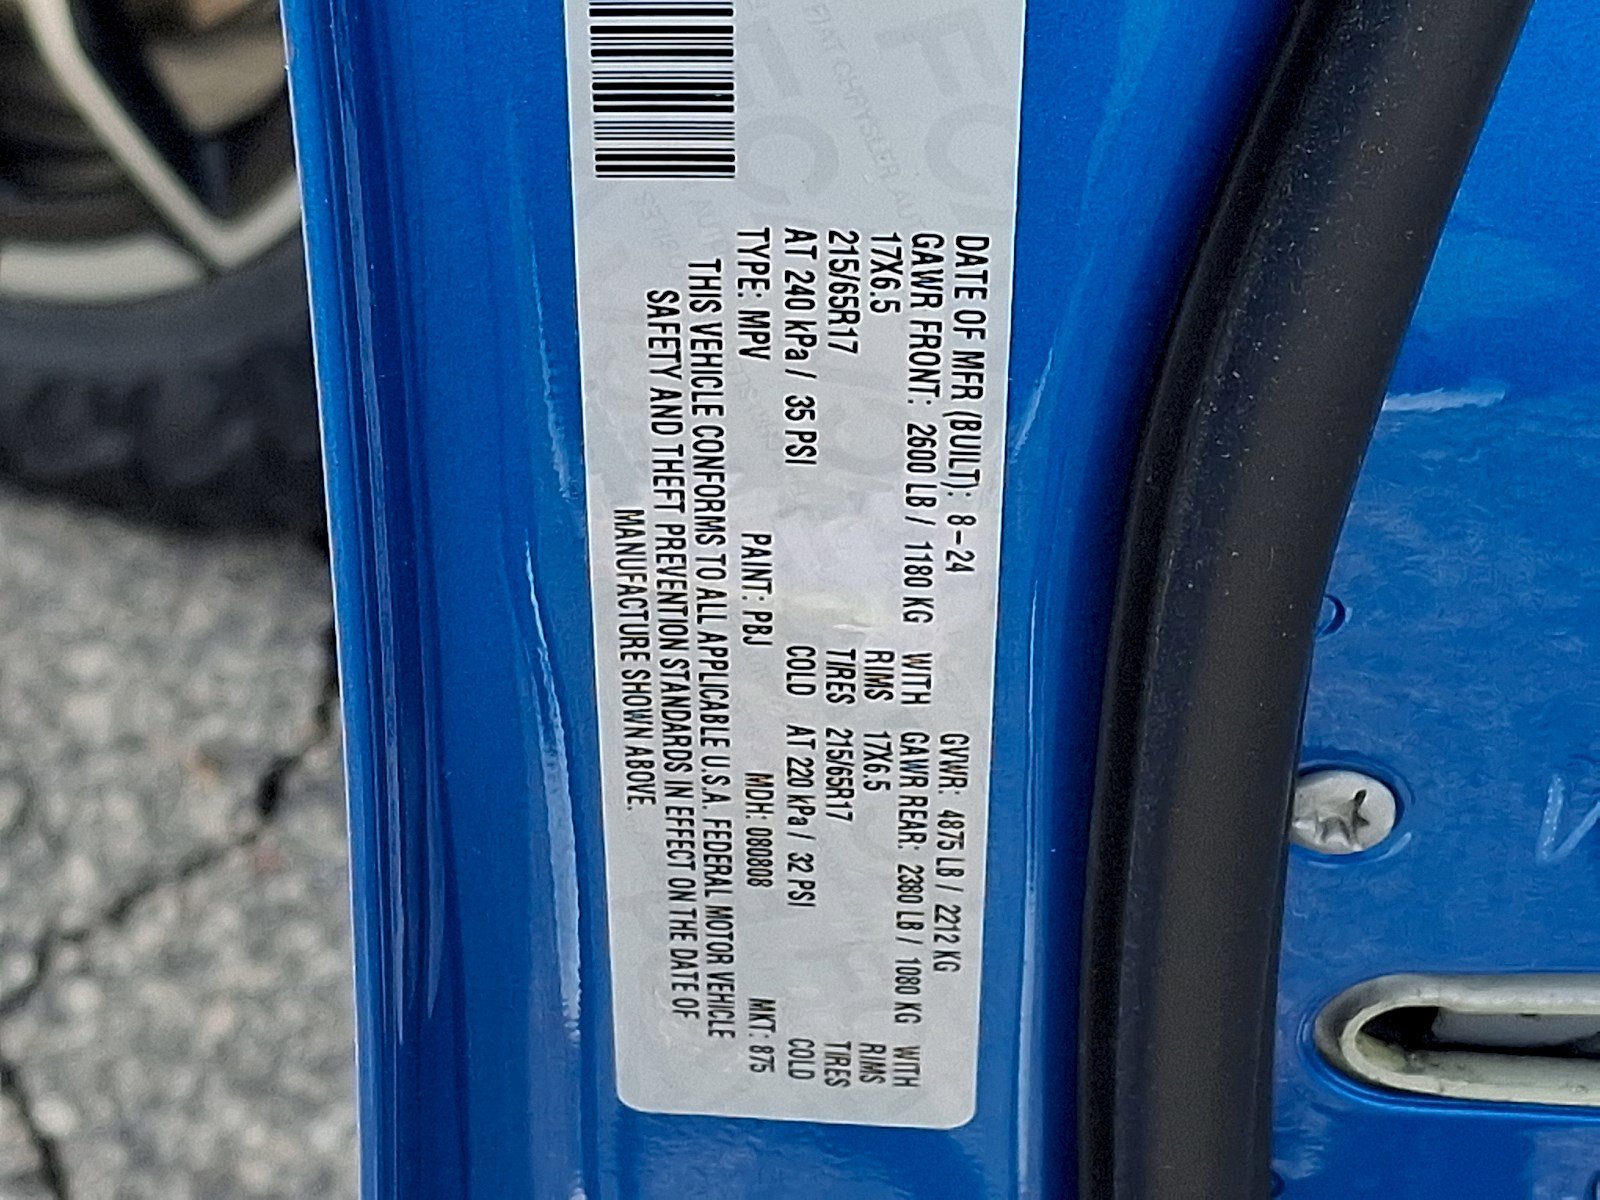 DATE OF MFR (BUILT): 8-24 GVWR: 4875 LB / 2212 KG
GAWR FRONT: 2600 LB / 1180 KG WITH GAWR REAR: 2380 LB / 1080 KG WITH
17X6.5 RIMS 17X6.5 RIMS
215/65R17 TIRES 215/65R17 TIRES
AT 240 kPa / 35 PSI COLD AT 220 kPa / 32 PSI COLD
TYPE: MPV PAINT: PBJ MDH: 080808 MKT: 875
THIS VEHICLE CONFORMS TO ALL APPLICABLE U.S.A. FEDERAL MOTOR VEHICLE
SAFETY AND THEFT PREVENTION STANDARDS IN EFFECT ON THE DATE OF
MANUFACTURE SHOWN ABOVE.